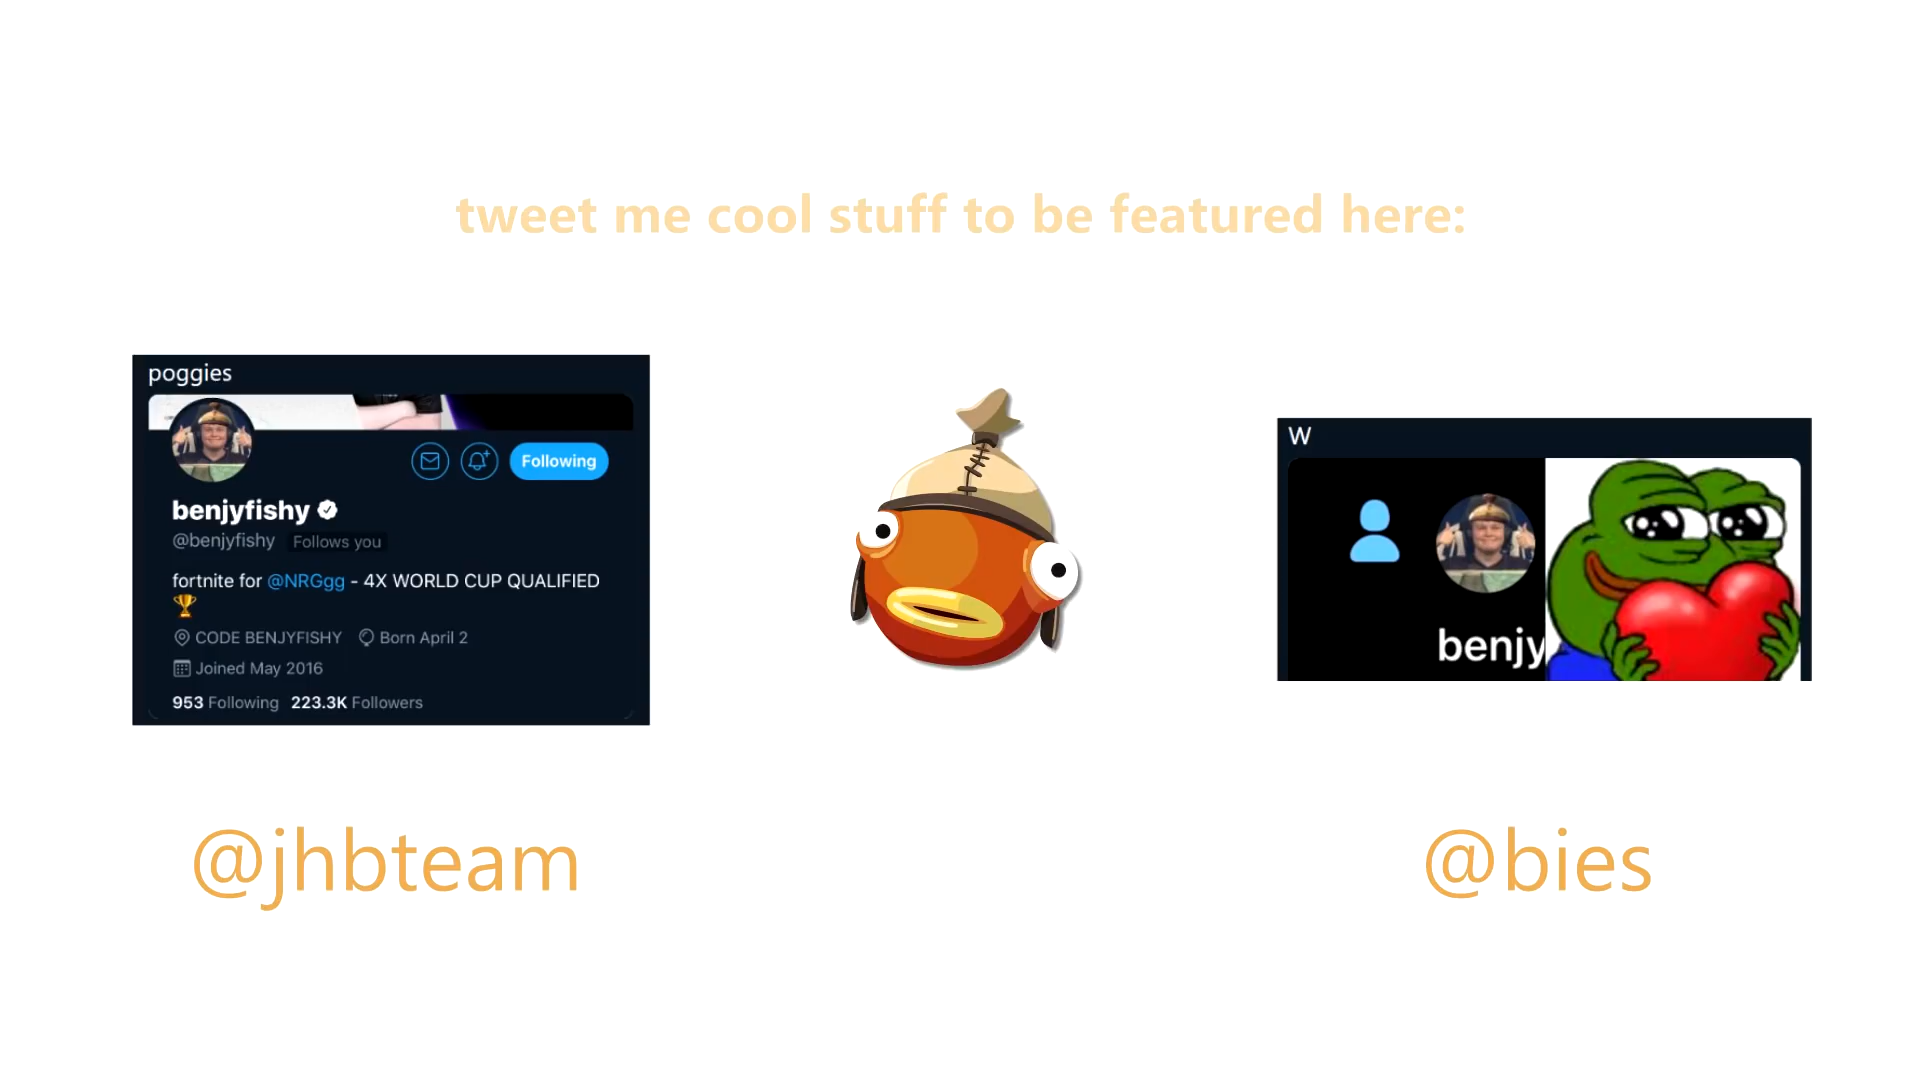 tweet me cool stuff to be featured here:
poggies
Following
benjyfishy
@benjyfishy Follows you
fortnite for @NRGgg - 4X WORLD CUP QUALIFIED
🏆
CODE BENJYFISHY Born April 2
Joined May 2016
953 Following 223.3K Followers
W
benjy
@jhbteam
@bies